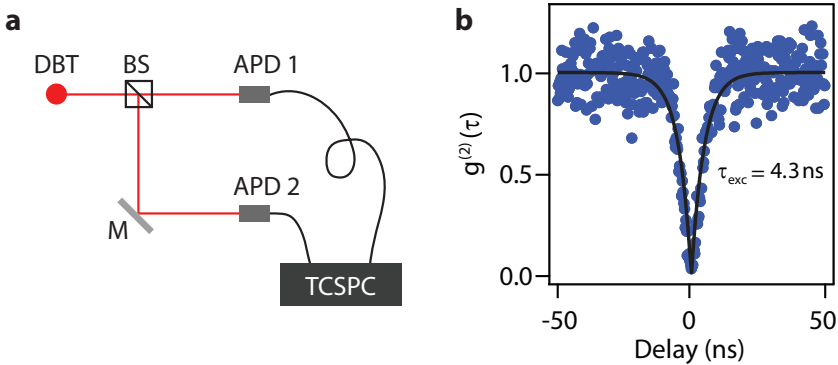 a
DBT
BS
APD 1
APD 2
M
TCSPC
b
g⁽²⁾(τ)
1.0
0.5
0.0
τexc = 4.3 ns
-50
0
50
Delay (ns)